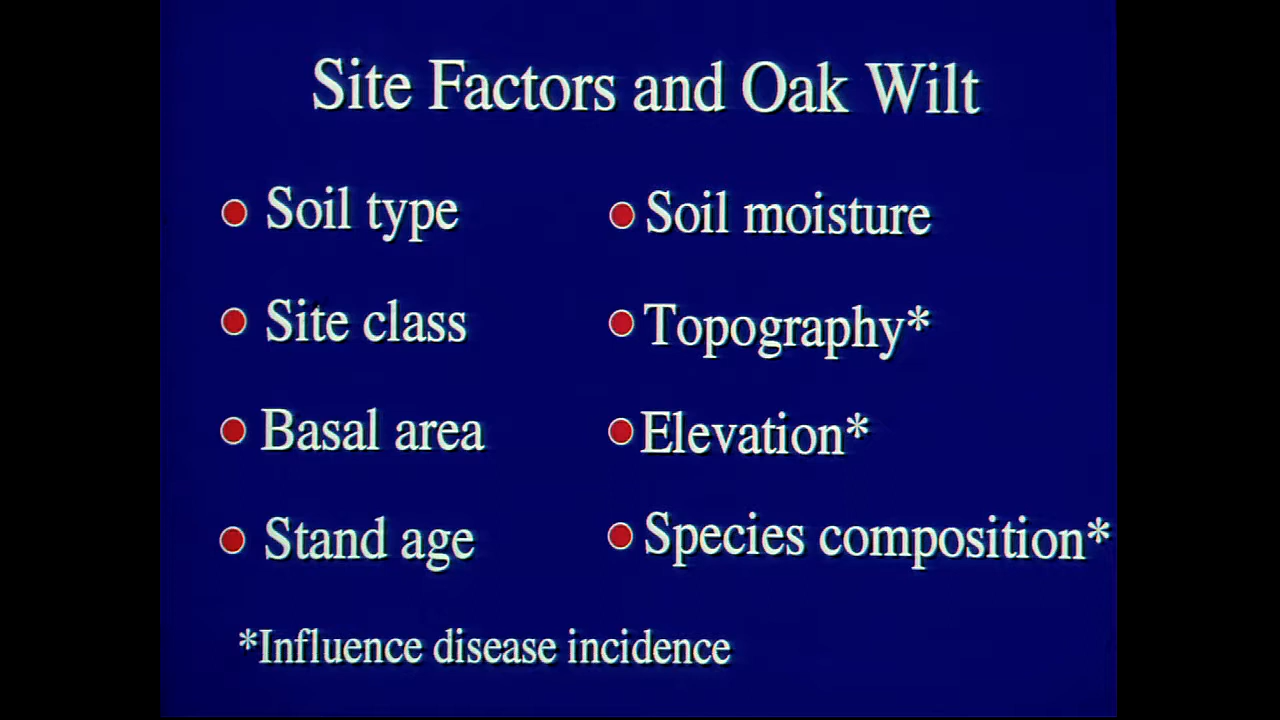 Site Factors and Oak Wilt
Soil type
Site class
Basal area
Stand age
Soil moisture
Topography*
Elevation*
Species composition*
*Influence disease incidence